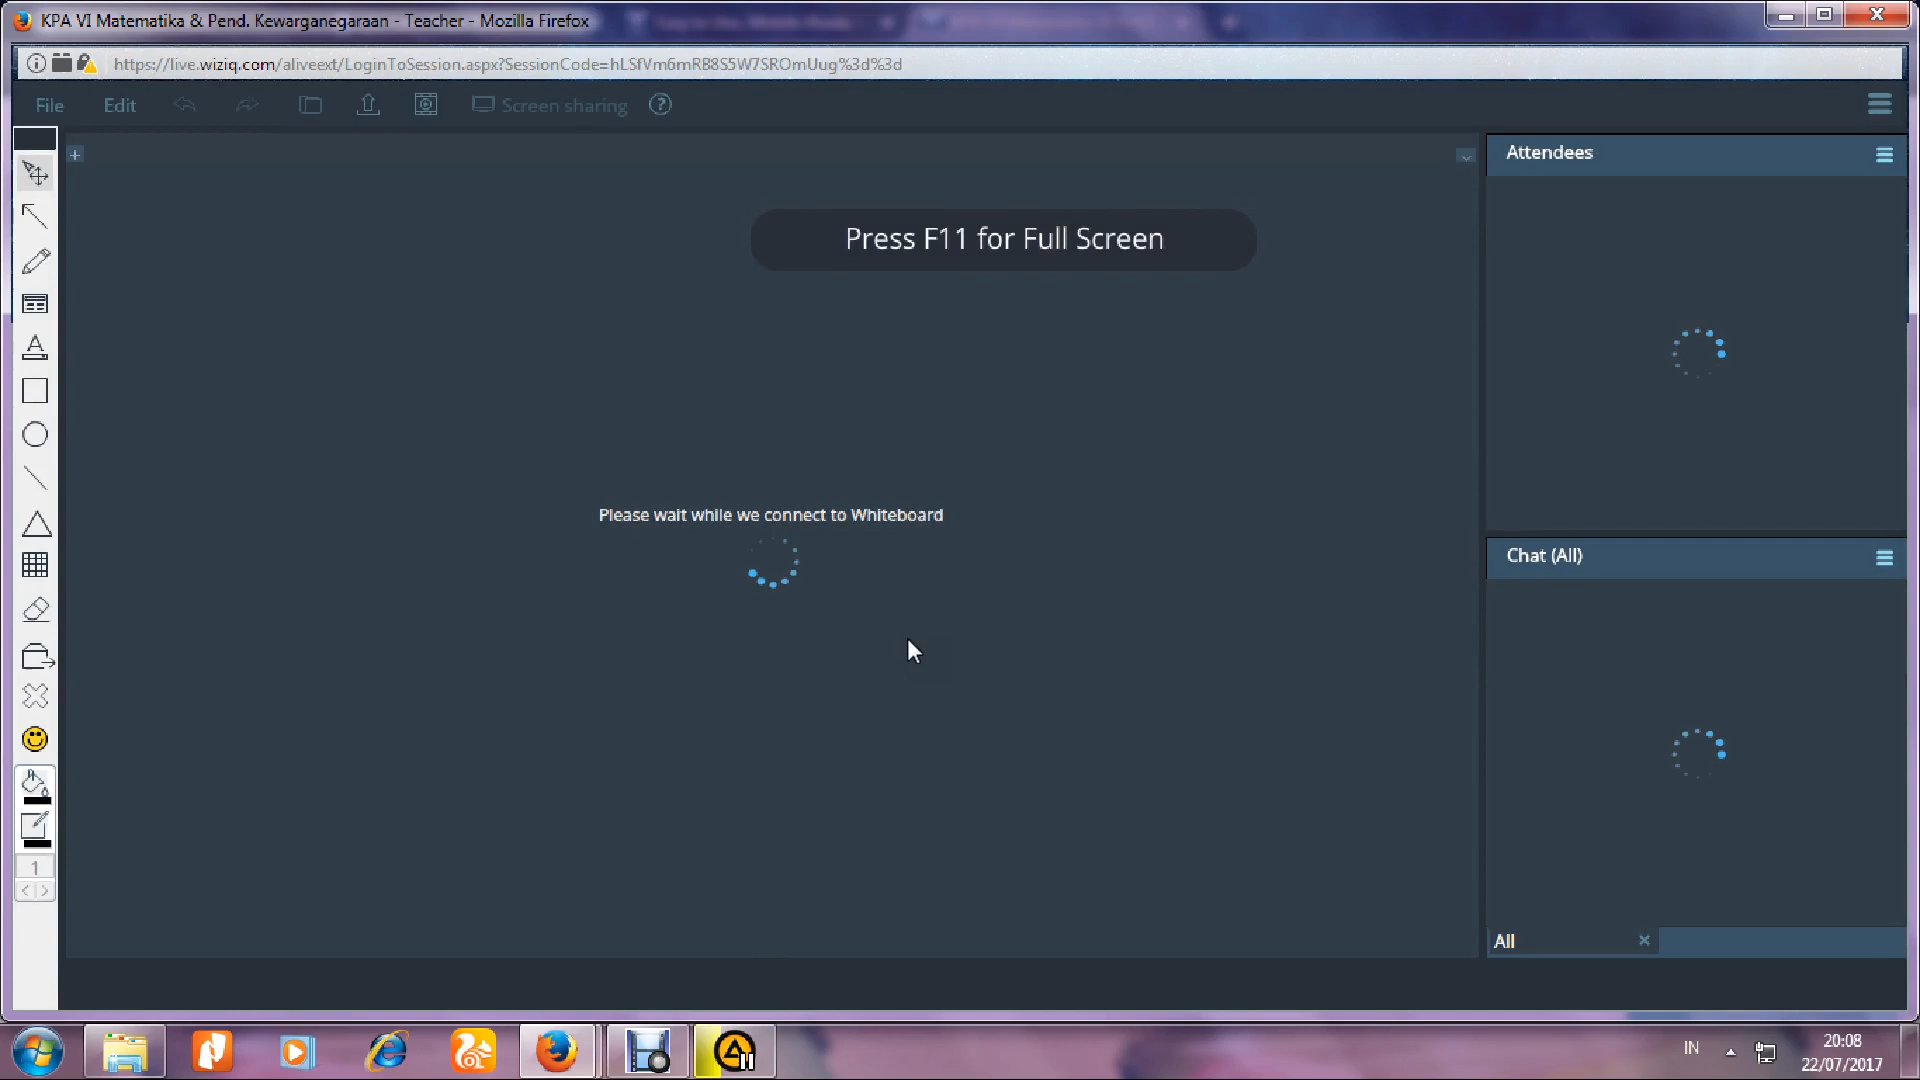 KPA VI Matematika & Pend. Kewarganegaraan - Teacher - Mozilla Firefox
https://live.wiziq.com/aliveext/LoginToSession.aspx?SessionCode=hLSfVm6mRB8S5W7SROmUug%3d%3d
File Edit Screen sharing ?
Attendees
Press F11 for Full Screen
Please wait while we connect to Whiteboard
Chat (All)
1
All
IN
20:08
22/07/2017